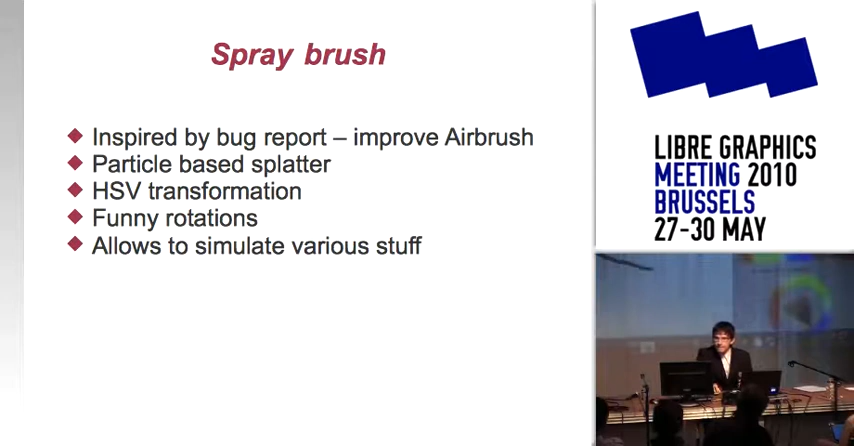 Spray brush
Inspired by bug report – improve Airbrush
Particle based splatter
HSV transformation
Funny rotations
Allows to simulate various stuff
LIBRE GRAPHICS
MEETING 2010
BRUSSELS
27-30 MAY